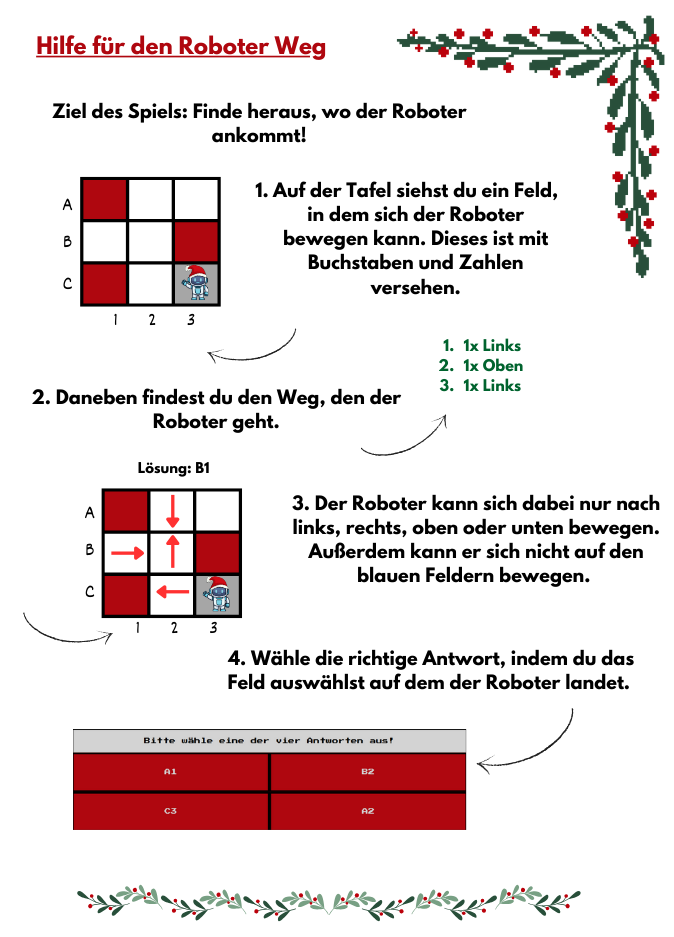 Hilfe für den Roboter Weg
Ziel des Spiels: Finde heraus, wo der Roboter
ankommt!
A
B
C
1 2 3
1. Auf der Tafel siehst du ein Feld,
in dem sich der Roboter
bewegen kann. Dieses ist mit
Buchstaben und Zahlen
versehen.
1. 1x Links
2. 1x Oben
3. 1x Links
2. Daneben findest du den Weg, den der
Roboter geht.
Lösung: B1
A
B
C
1 2 3
3. Der Roboter kann sich dabei nur nach
links, rechts, oben oder unten bewegen.
Außerdem kann er sich nicht auf den
blauen Feldern bewegen.
4. Wähle die richtige Antwort, indem du das
Feld auswählst auf dem der Roboter landet.
Bitte wähle eine der vier Antworten aus!
A1 B2
C3 A2